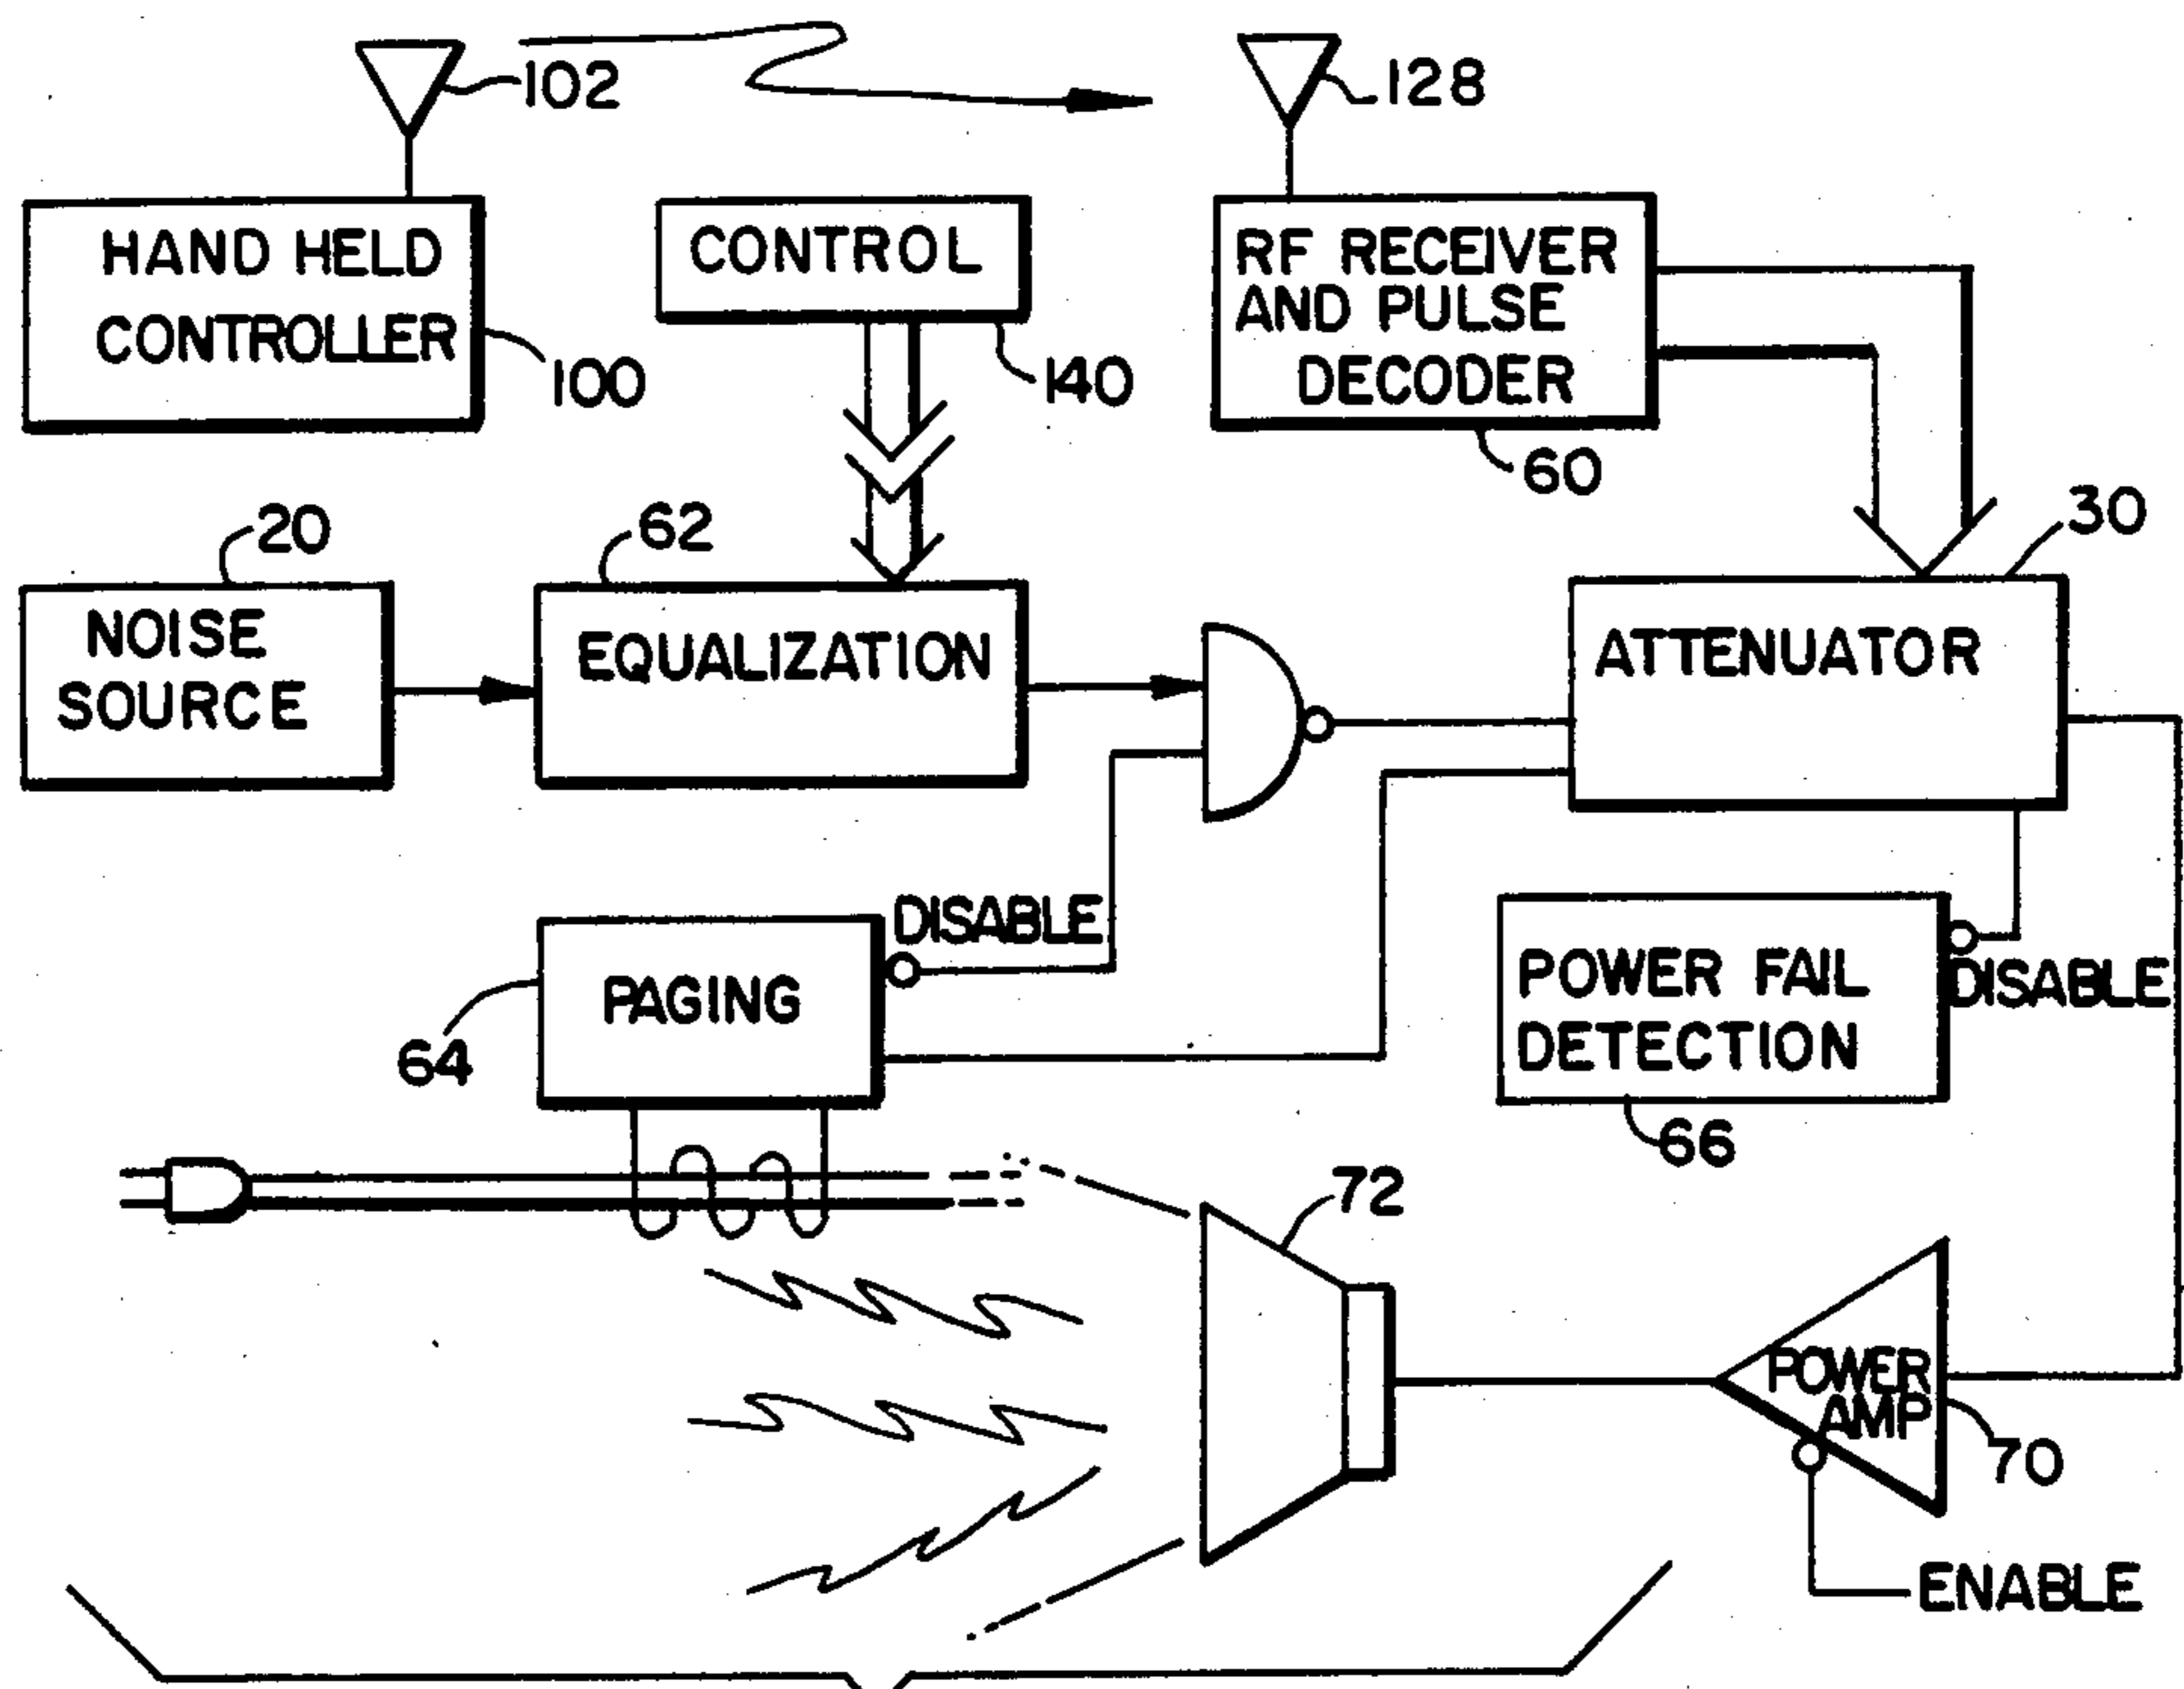 102
128
HAND HELD
CONTROLLER
100
CONTROL
140
RF RECEIVER
AND PULSE
DECODER
60
20
62
30
NOISE
SOURCE
EQUALIZATION
ATTENUATOR
DISABLE
PAGING
64
POWER FAIL
DETECTION
DISABLE
66
72
POWER
AMP
70
ENABLE